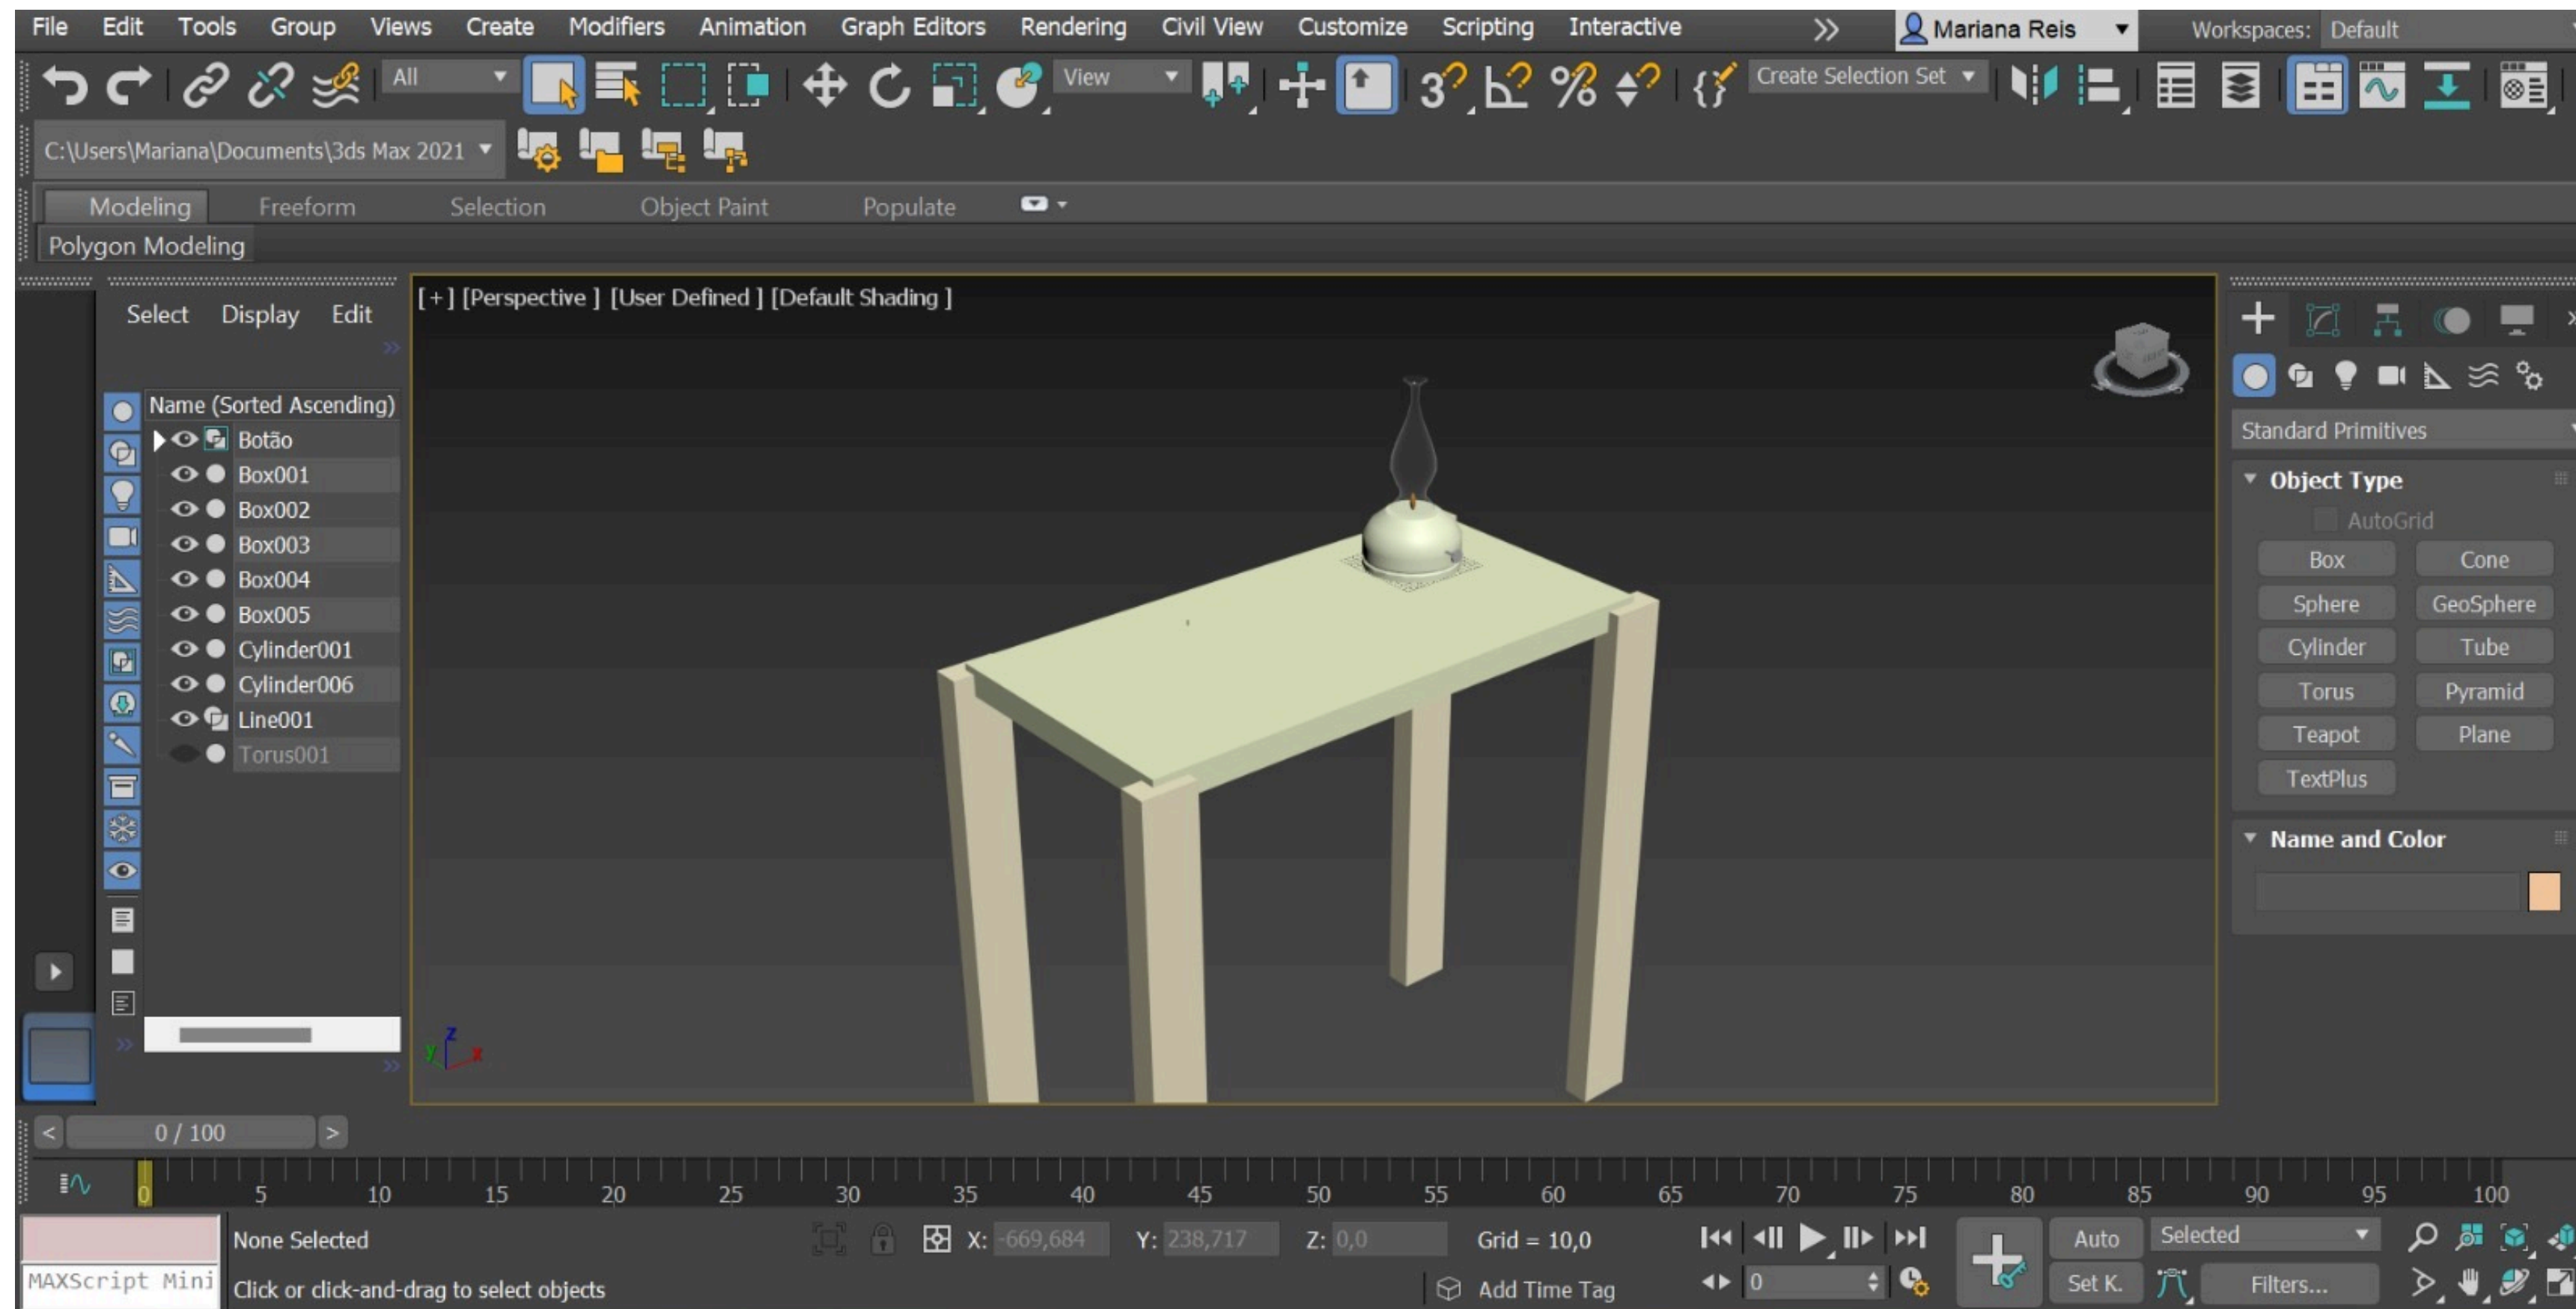 File Edit Tools Group Views Create Modifiers Animation Graph Editors Rendering Civil View Customize Scripting Interactive Mariana Reis Workspaces: Default
All View Create Selection Set
C:\Users\Mariana\Documents\3ds Max 2021
Modeling Freeform Selection Object Paint Populate
Polygon Modeling
Select Display Edit
Name (Sorted Ascending)
Botão
Box001
Box002
Box003
Box004
Box005
Cylinder001
Cylinder006
Line001
Torus001
[+] [Perspective ] [User Defined ] [Default Shading ]
z
y x
Standard Primitives
Object Type
AutoGrid
Box Cone
Sphere GeoSphere
Cylinder Tube
Torus Pyramid
Teapot Plane
TextPlus
Name and Color
< 0 / 100 >
0 5 10 15 20 25 30 35 40 45 50 55 60 65 70 75 80 85 90 95 100
None Selected X: -669,684 Y: 238,717 Z: 0,0 Grid = 10,0 Auto Selected
MAXScript Mini Click or click-and-drag to select objects Add Time Tag 0 Set K. Filters...